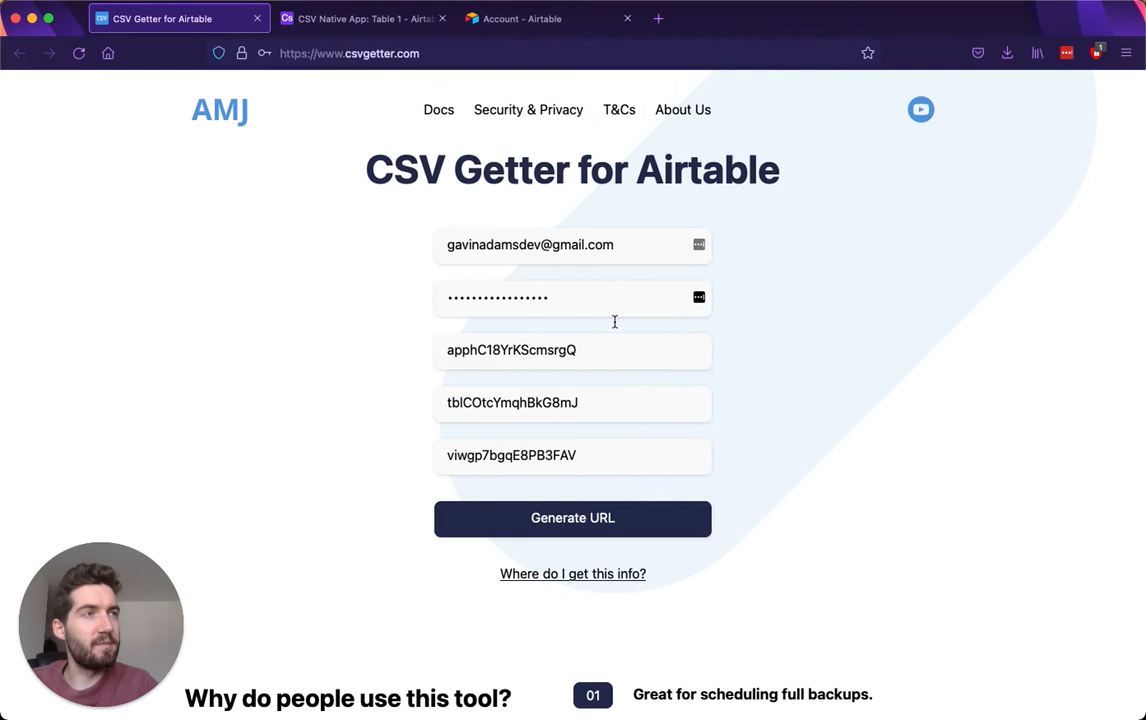 CSV Getter for Airtable
CSV Native App: Table 1 - Airtab
Account - Airtable
https://www.csvgetter.com
1
AMJ
Docs
Security & Privacy
T&Cs
About Us
CSV Getter for Airtable
gavinadamsdev@gmail.com
•••••••••••••••••
apphC18YrKScmsrgQ
tblCOtcYmqhBkG8mJ
viwgp7bgqE8PB3FAV
Generate URL
Where do I get this info?
Why do people use this tool?
01
Great for scheduling full backups.